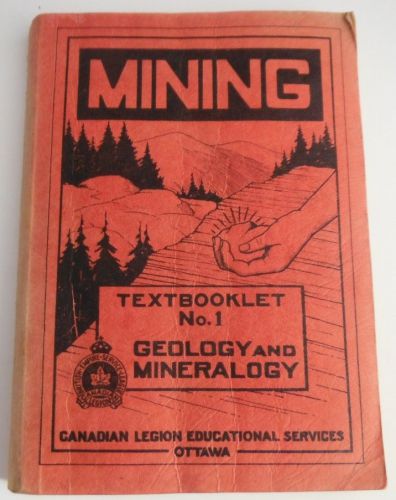 MINING
TEXTBOOKLET
No. 1
GEOLOGY AND
MINERALOGY
CANADIAN LEGION EDUCATIONAL SERVICES
OTTAWA